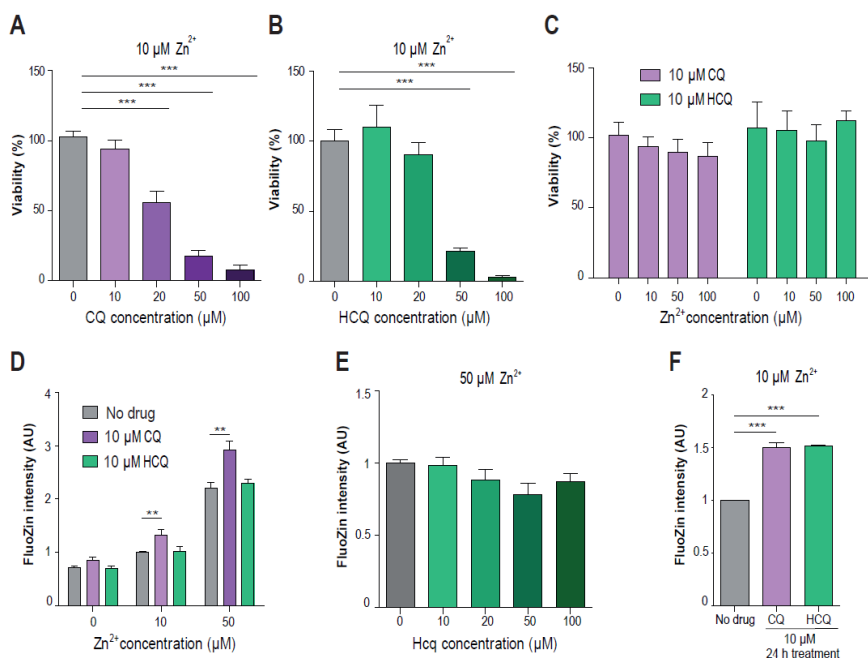 A
10 µM Zn2+
***
***
***
150
100
50
0
Viability (%)
0 10 20 50 100
CQ concentration (µM)
B
10 µM Zn2+
***
***
150
100
50
0
Viability (%)
0 10 20 50 100
HCQ concentration (µM)
C
10 µM CQ
10 µM HCQ
150
100
50
0
Viability (%)
0 10 50 100 0 10 50 100
Zn2+ concentration (µM)
D
No drug
10 µM CQ
10 µM HCQ
**
**
4
3
2
1
0
FluoZin intensity (AU)
0 10 50
Zn2+ concentration (µM)
E
50 µM Zn2+
1.5
1
0.5
0
FluoZin intensity (AU)
0 10 20 50 100
Hcq concentration (µM)
F
10 µM Zn2+
***
***
2
1.5
1
0.5
0
FluoZin intensity (AU)
No drug CQ HCQ
10 µM
24 h treatment